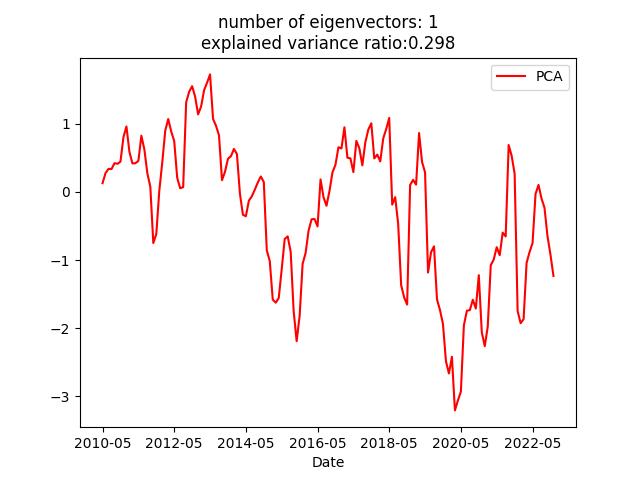 number of eigenvectors: 1
explained variance ratio:0.298
PCA
1
0
−1
−2
−3
2010-05 2012-05 2014-05 2016-05 2018-05 2020-05 2022-05
Date